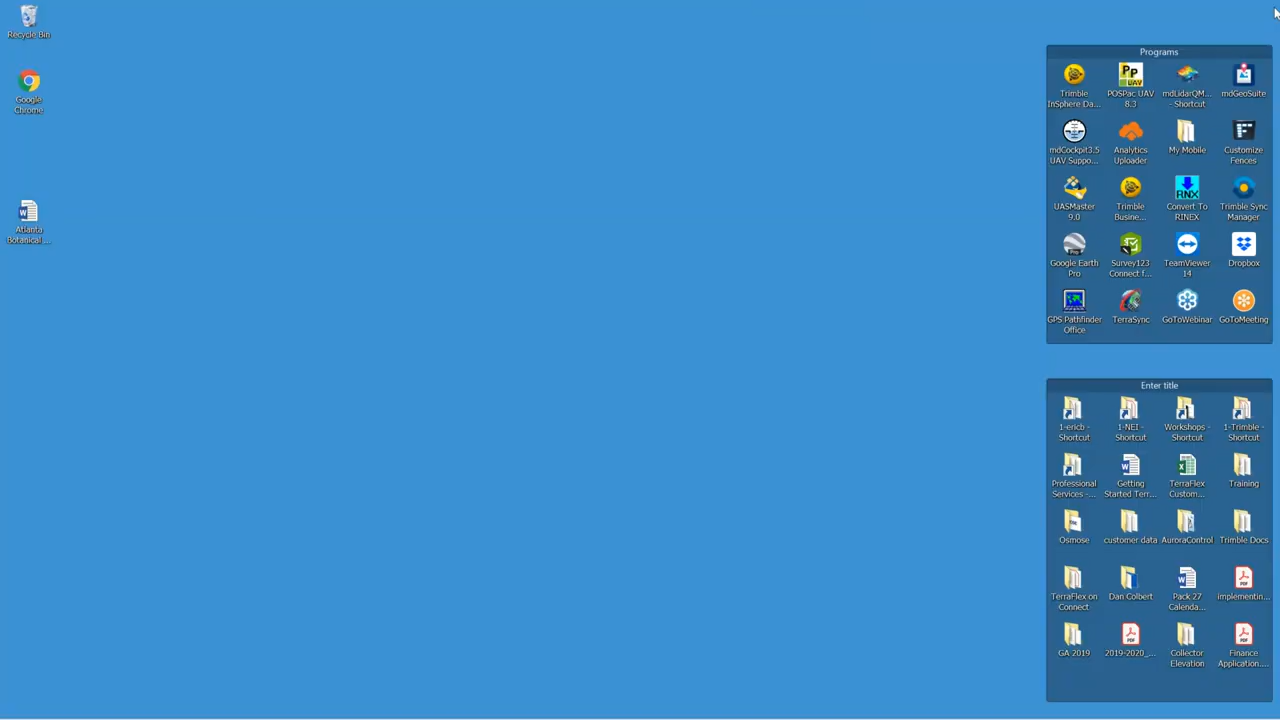 Recycle Bin
Google
Chrome
Atlanta
Botanical ...
Programs
Trimble
InSphere Da...
POSPac UAV
8.3
mdLidarQM...
- Shortcut
mdGeoSuite
mdCockpit3.5
UAV Suppo...
Analytics
Uploader
My Mobile
Customize
Fences
UASMaster
9.0
Trimble
Busine...
RNX
Convert To
RINEX
Trimble Sync
Manager
Google Earth
Pro
Survey123
Connect f...
TeamViewer
14
Dropbox
GPS Pathfinder
Office
TerraSync
GoToWebinar
GoToMeeting
Enter title
1-ericb -
Shortcut
1-NEI -
Shortcut
Workshops -
Shortcut
1-Trimble -
Shortcut
Professional
Services -...
Getting
Started Terr...
TerraFlex
Custom...
Training
Osmose
customer data
AuroraControl
Trimble Docs
TerraFlex on
Connect
Dan Colbert
Pack 27
Calenda...
implementin...
GA 2019
2019-2020_...
Collector
Elevation
Finance
Application....